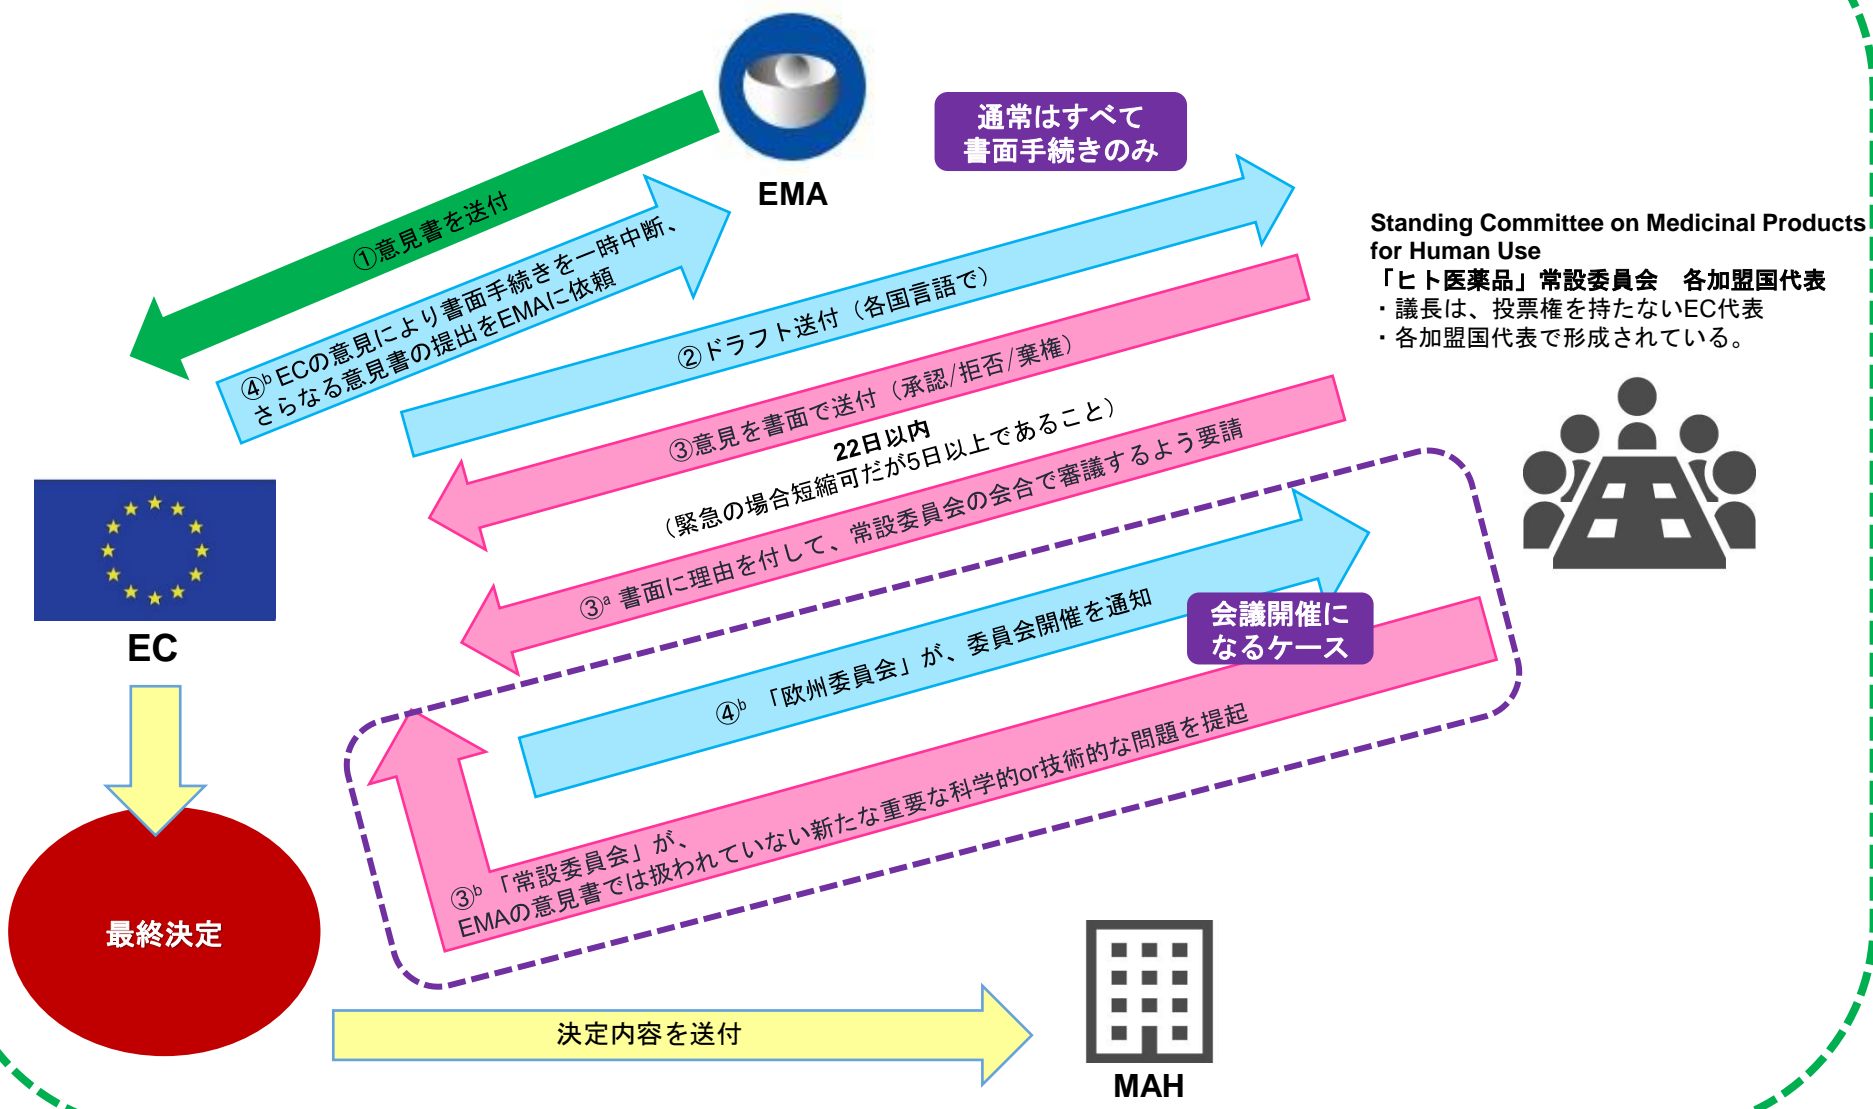 EMA
通常はすべて
書面手続きのみ
①意見書を送付
④ᵇ ECの意見により書面手続きを一時中断、
さらなる意見書の提出をEMAに依頼
②ドラフト送付（各国言語で）
Standing Committee on Medicinal Products
for Human Use
「ヒト医薬品」常設委員会　各加盟国代表
・議長は、投票権を持たないEC代表
・各加盟国代表で形成されている。
③意見を書面で送付（承認/拒否/棄権）
22日以内
（緊急の場合短縮可だが5日以上であること）
③ᵃ 書面に理由を付して、常設委員会の会合で審議するよう要請
EC
④ᵇ 「欧州委員会」が、委員会開催を通知
会議開催に
なるケース
③ᵇ 「常設委員会」が、
EMAの意見書では扱われていない新たな重要な科学的or技術的な問題を提起
最終決定
決定内容を送付
MAH